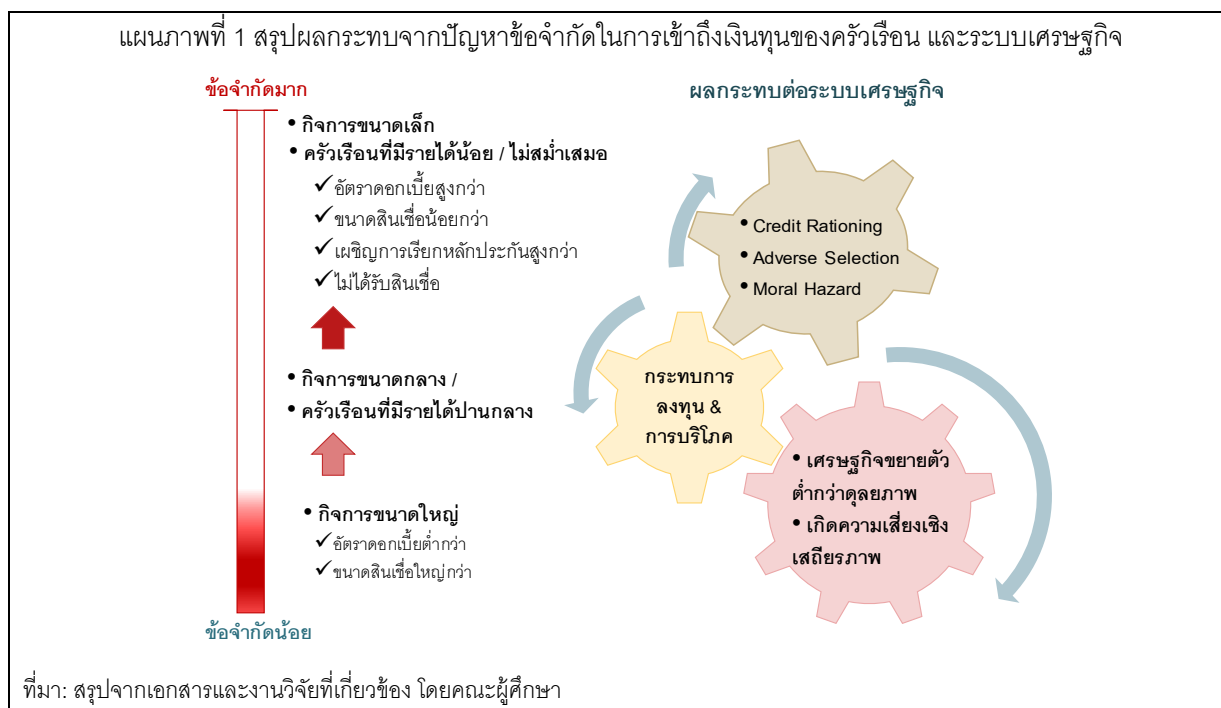 แผนภาพที่ 1 สรุปผลกระทบจากปัญหาข้อจำกัดในการเข้าถึงเงินทุนของครัวเรือน และระบบเศรษฐกิจ
ข้อจำกัดมาก
• กิจการขนาดเล็ก
• ครัวเรือนที่มีรายได้น้อย / ไม่สม่ำเสมอ
✓อัตราดอกเบี้ยสูงกว่า
✓ขนาดสินเชื่อน้อยกว่า
✓เผชิญการเรียกหลักประกันสูงกว่า
✓ไม่ได้รับสินเชื่อ
• กิจการขนาดกลาง /
• ครัวเรือนที่มีรายได้ปานกลาง
• กิจการขนาดใหญ่
✓อัตราดอกเบี้ยต่ำกว่า
✓ขนาดสินเชื่อใหญ่กว่า
ข้อจำกัดน้อย
ผลกระทบต่อระบบเศรษฐกิจ
• Credit Rationing
• Adverse Selection
• Moral Hazard
กระทบการ
ลงทุน &
การบริโภค
• เศรษฐกิจขยายตัว
ต่ำกว่าดุลยภาพ
• เกิดความเสี่ยงเชิง
เสถียรภาพ
ที่มา: สรุปจากเอกสารและงานวิจัยที่เกี่ยวข้อง โดยคณะผู้ศึกษา